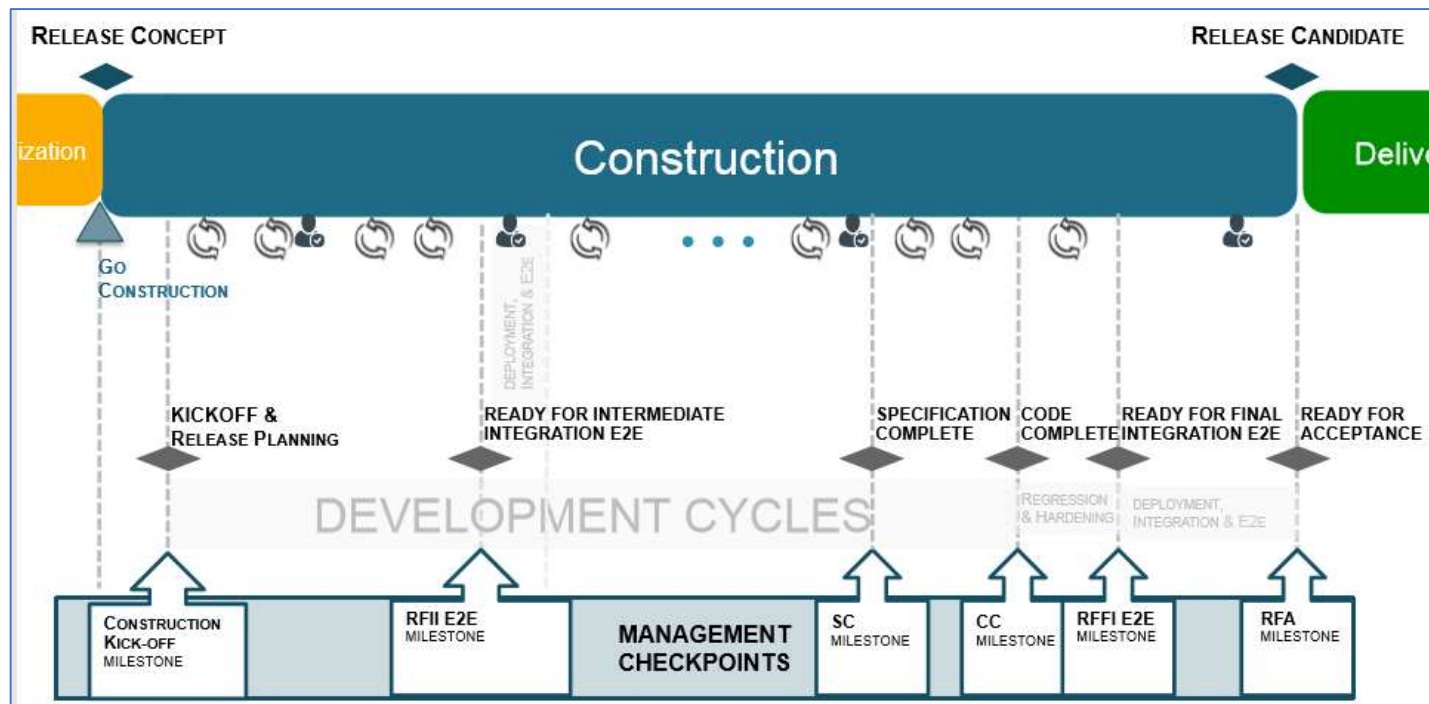 RELEASE CONCEPT
RELEASE CANDIDATE
ization
Construction
Delive
GO
CONSTRUCTION
DEPLOYMENT,
INTEGRATION & E2E
KICKOFF &
RELEASE PLANNING
READY FOR INTERMEDIATE
INTEGRATION E2E
SPECIFICATION
COMPLETE
CODE
COMPLETE
READY FOR FINAL
INTEGRATION E2E
READY FOR
ACCEPTANCE
DEVELOPMENT CYCLES
REGRESSION
& HARDENING
DEPLOYMENT,
INTEGRATION & E2E
CONSTRUCTION
KICK-OFF
MILESTONE
RFII E2E
MILESTONE
MANAGEMENT
CHECKPOINTS
SC
MILESTONE
CC
MILESTONE
RFFI E2E
MILESTONE
RFA
MILESTONE